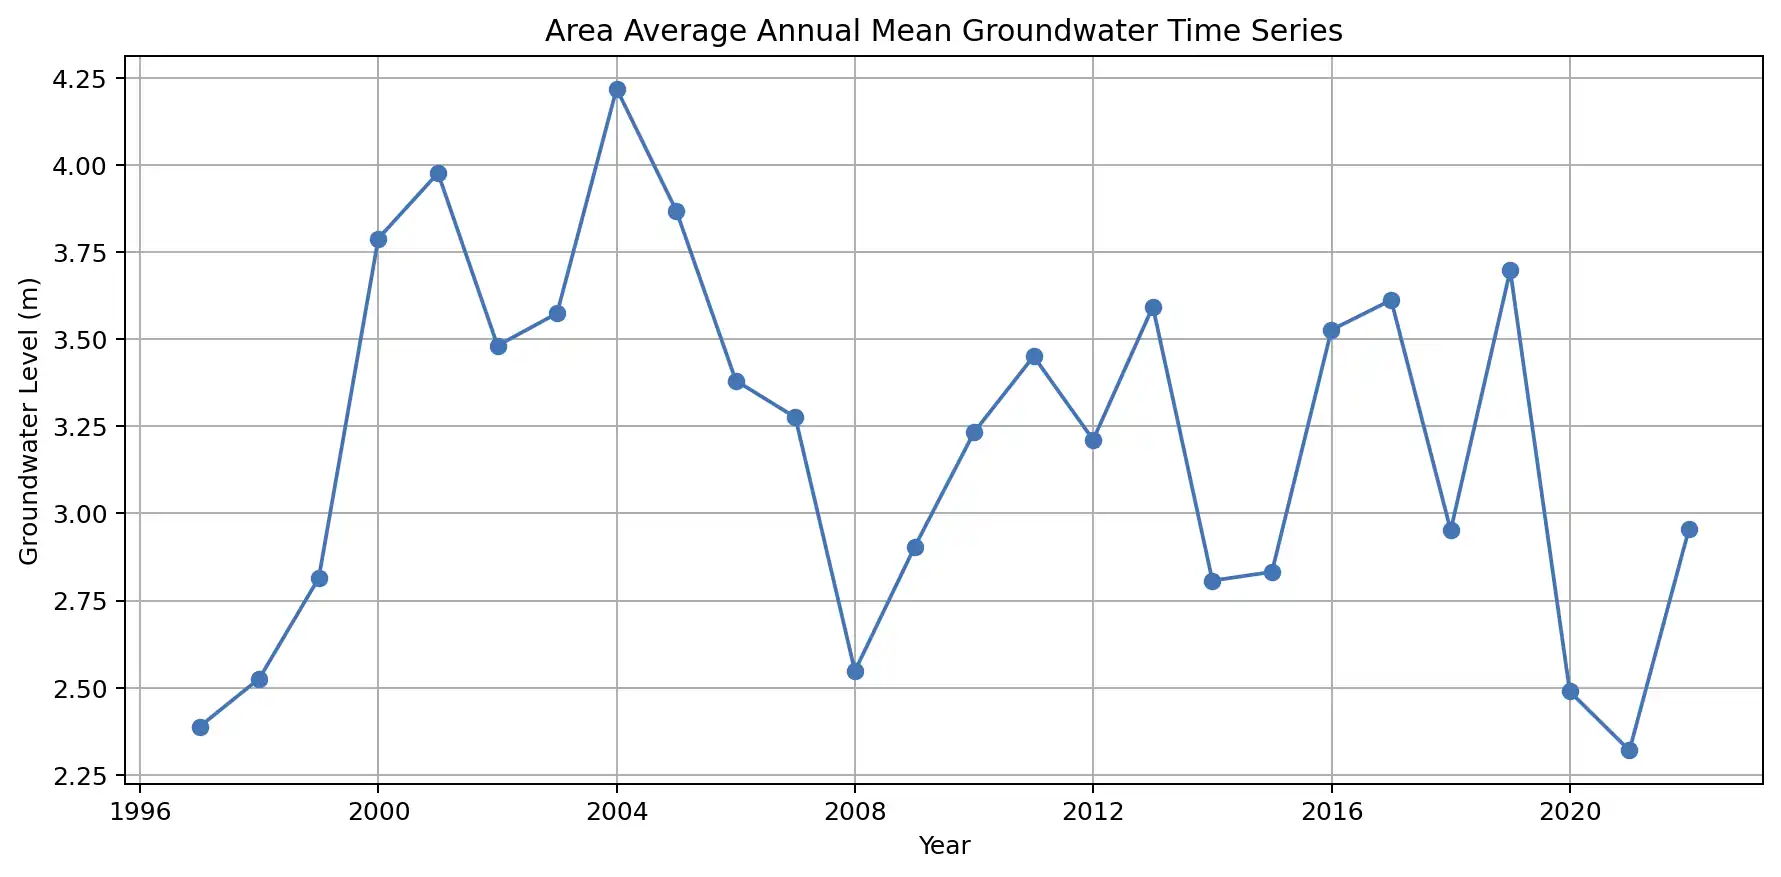 Area Average Annual Mean Groundwater Time Series
Groundwater Level (m)
4.25
4.00
3.75
3.50
3.25
3.00
2.75
2.50
2.25
1996 2000 2004 2008 2012 2016 2020
Year